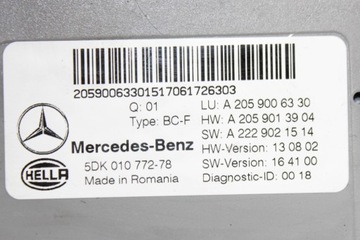 20590063301517061726303
Q: 01 LU: A 205 900 63 30
Type: BC-F HW: A 205 901 39 04
SW: A 222 902 15 14
Mercedes-Benz HW-Version: 13 08 02
5DK 010 772-78 SW-Version: 16 41 00
HELLA Made in Romania Diagnostic-ID: 00 18